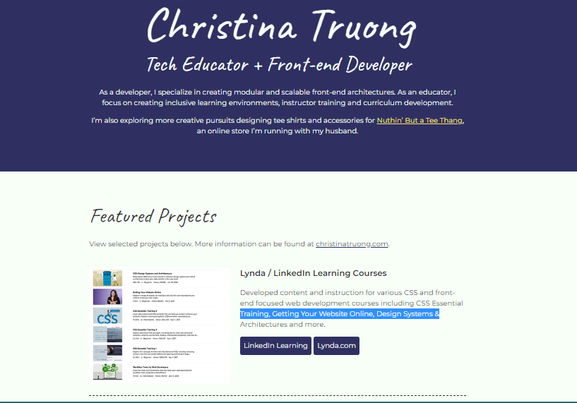 Christina Truong
Tech Educator + Front-end Developer
As a developer, I specialize in creating modular and scalable front-end architectures. As an educator, I
focus on creating inclusive learning environments, instructor training and curriculum development.
I'm also exploring more creative pursuits designing tee shirts and accessories for Nuthin' But a Tee Thang,
an online store I'm running with my husband.
Featured Projects
View selected projects below. More information can be found at christinatruong.com.
Lynda / LinkedIn Learning Courses
Developed content and instruction for various CSS and front-
end focused web development courses including CSS Essential
Training, Getting Your Website Online, Design Systems &
Architectures and more.
CSS
LinkedIn Learning
Lynda.com